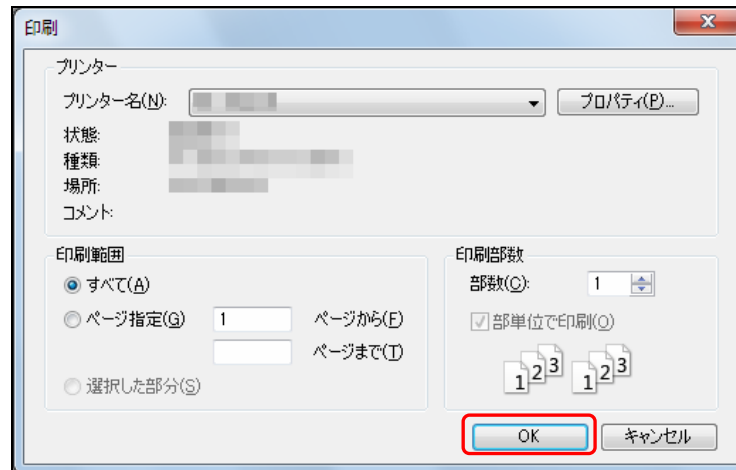 印刷
プリンター
プリンター名(N):
プロパティ(P)...
状態:
種類:
場所:
コメント:
印刷範囲
すべて(A)
ページ指定(G) 1 ページから(F)
ページまで(T)
選択した部分(S)
印刷部数
部数(C): 1
部単位で印刷(O)
1 2 3 1 2 3
OK キャンセル